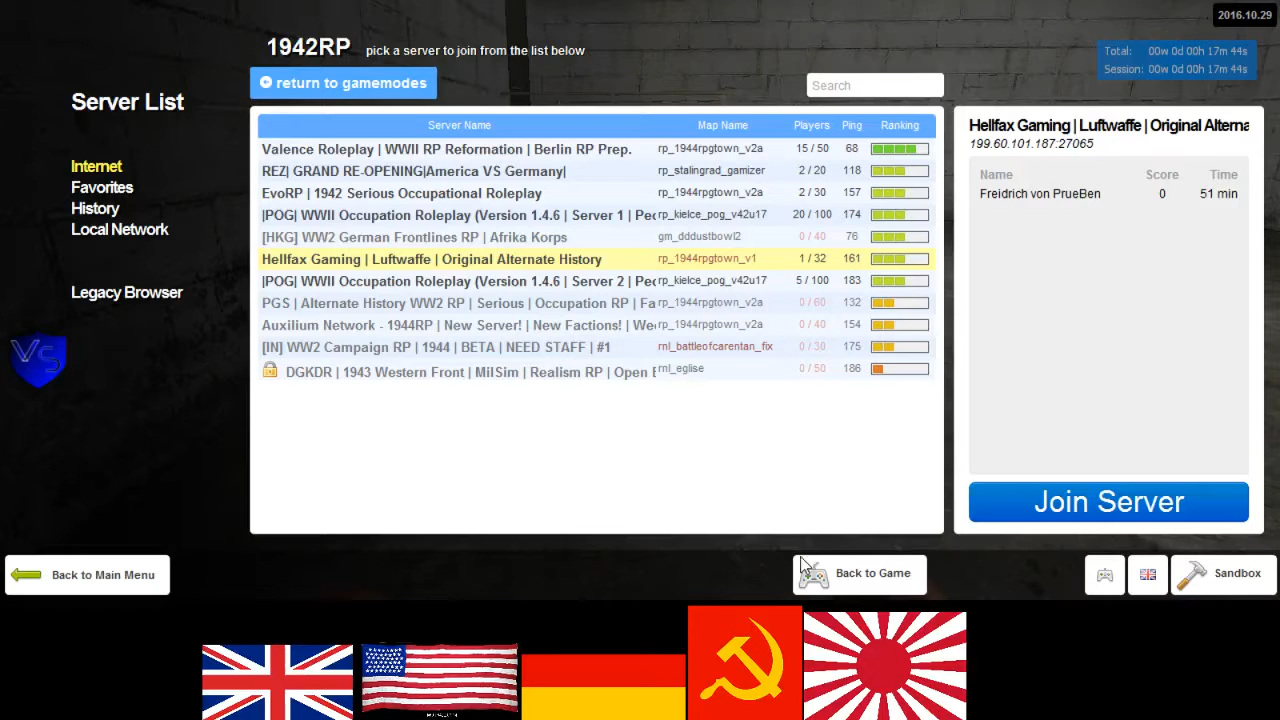 2016.10.29
1942RP pick a server to join from the list below
Total: 00w 0d 00h 17m 44s
Session: 00w 0d 00h 17m 44s
return to gamemodes
Search
Server List
Internet
Favorites
History
Local Network
Legacy Browser
VS
Server Name Map Name Players Ping Ranking
Valence Roleplay | WWII RP Reformation | Berlin RP Prep. rp_1944rpgtown_v2a 15 / 50 68
REZ| GRAND RE-OPENING|America VS Germany| rp_stalingrad_gamizer 2 / 20 118
EvoRP | 1942 Serious Occupational Roleplay rp_1944rpgtown_v2a 2 / 30 157
|POG| WWII Occupation Roleplay (Version 1.4.6 | Server 1 | Pec rp_kielce_pog_v42u17 20 / 100 174
[HKG] WW2 German Frontlines RP | Afrika Korps gm_dddustbowl2 0 / 40 76
Hellfax Gaming | Luftwaffe | Original Alternate History rp_1944rpgtown_v1 1 / 32 161
|POG| WWII Occupation Roleplay (Version 1.4.6 | Server 2 | Pec rp_kielce_pog_v42u17 5 / 100 183
PGS | Alternate History WW2 RP | Serious | Occupation RP | Fa rp_1944rpgtown_v2a 0 / 60 132
Auxilium Network - 1944RP | New Server! | New Factions! | We rp_1944rpgtown_v2a 0 / 40 154
[IN] WW2 Campaign RP | 1944 | BETA | NEED STAFF | #1 rnl_battleofcarentan_fix 0 / 30 175
DGKDR | 1943 Western Front | MilSim | Realism RP | Open E rnl_eglise 0 / 50 186
Hellfax Gaming | Luftwaffe | Original Alterna
199.60.101.187:27065
Name Score Time
Freidrich von PrueBen 0 51 min
Join Server
Back to Main Menu
Back to Game
Sandbox